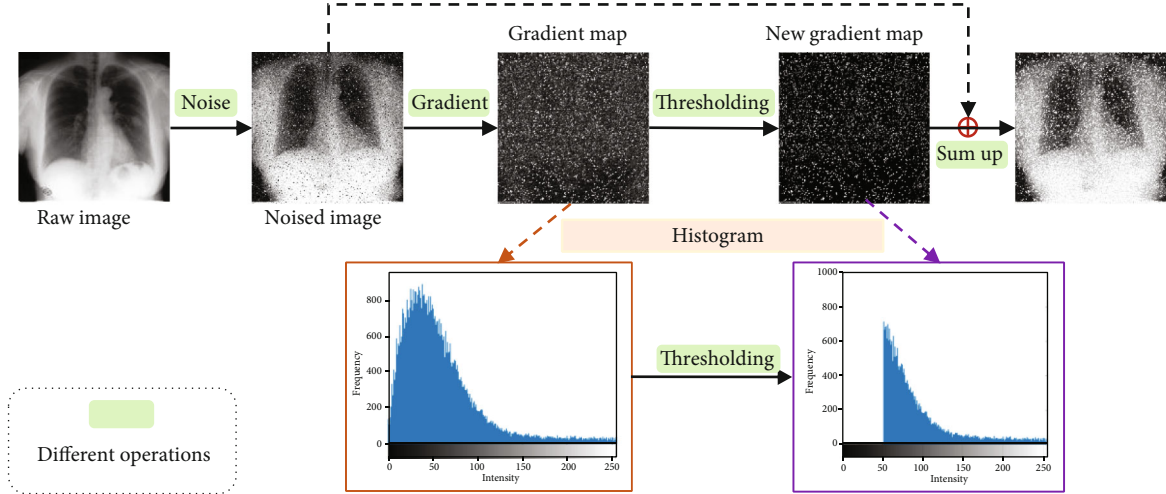 Gradient map
New gradient map
Noise
Gradient
Thresholding
Sum up
Raw image
Noised image
Histogram
800
600
400
200
0
Frequency
0
50
100
150
200
250
Intensity
Thresholding
1000
800
600
400
200
0
Frequency
0
50
100
150
200
250
Intensity
Different operations